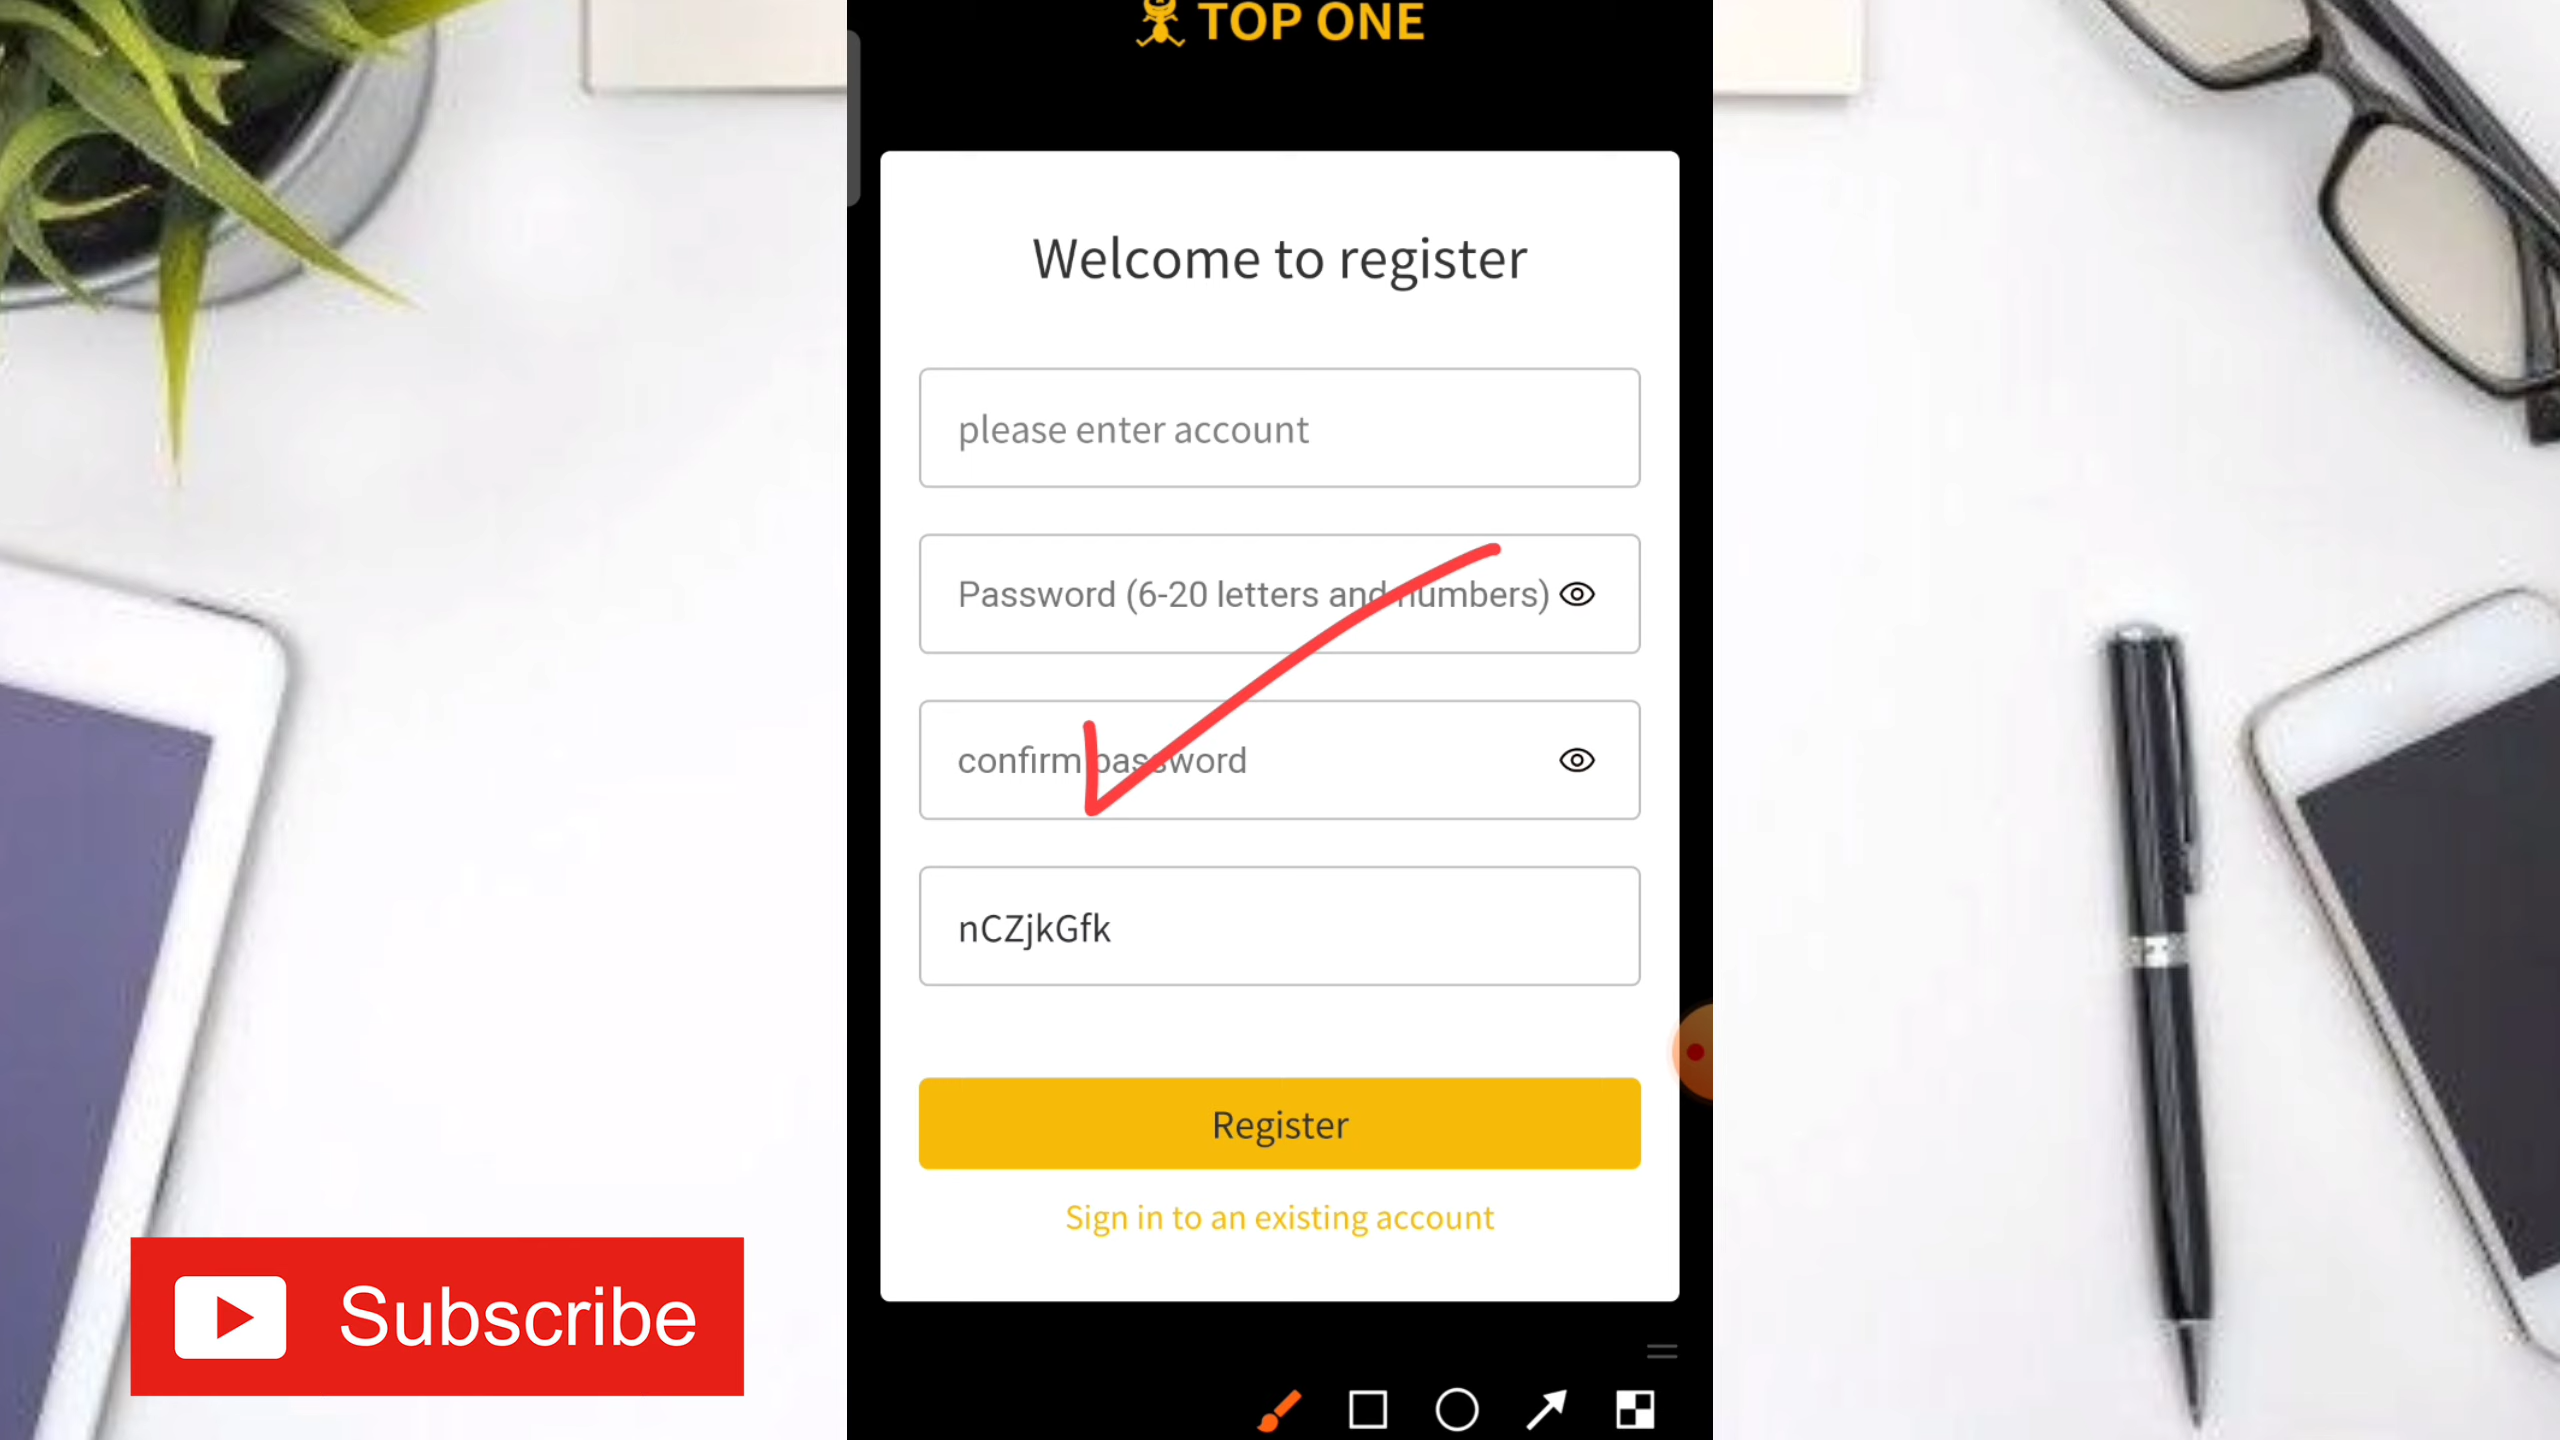 TOP ONE
Welcome to register
please enter account
Password (6-20 letters and numbers)
confirm password
nCZjkGfk
Register
Sign in to an existing account
Subscribe